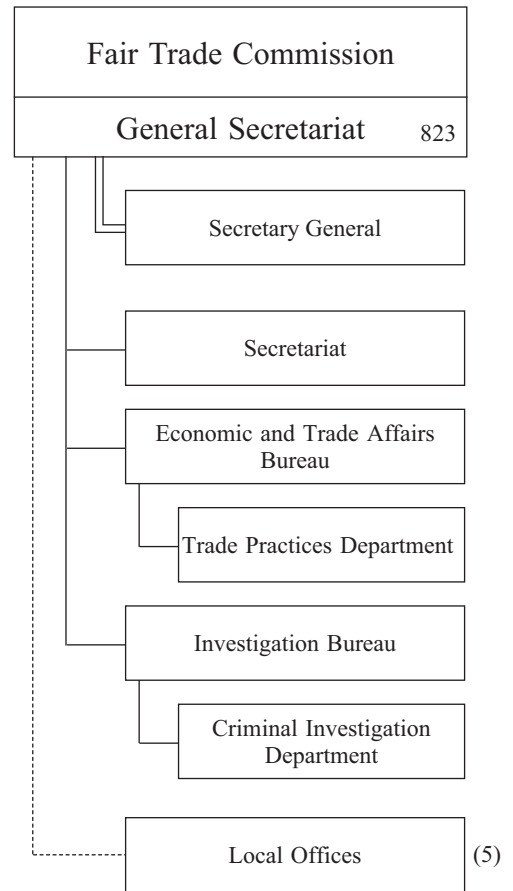 Fair Trade Commission
General Secretariat 823
Secretary General
Secretariat
Economic and Trade Affairs
Bureau
Trade Practices Department
Investigation Bureau
Criminal Investigation
Department
Local Offices (5)